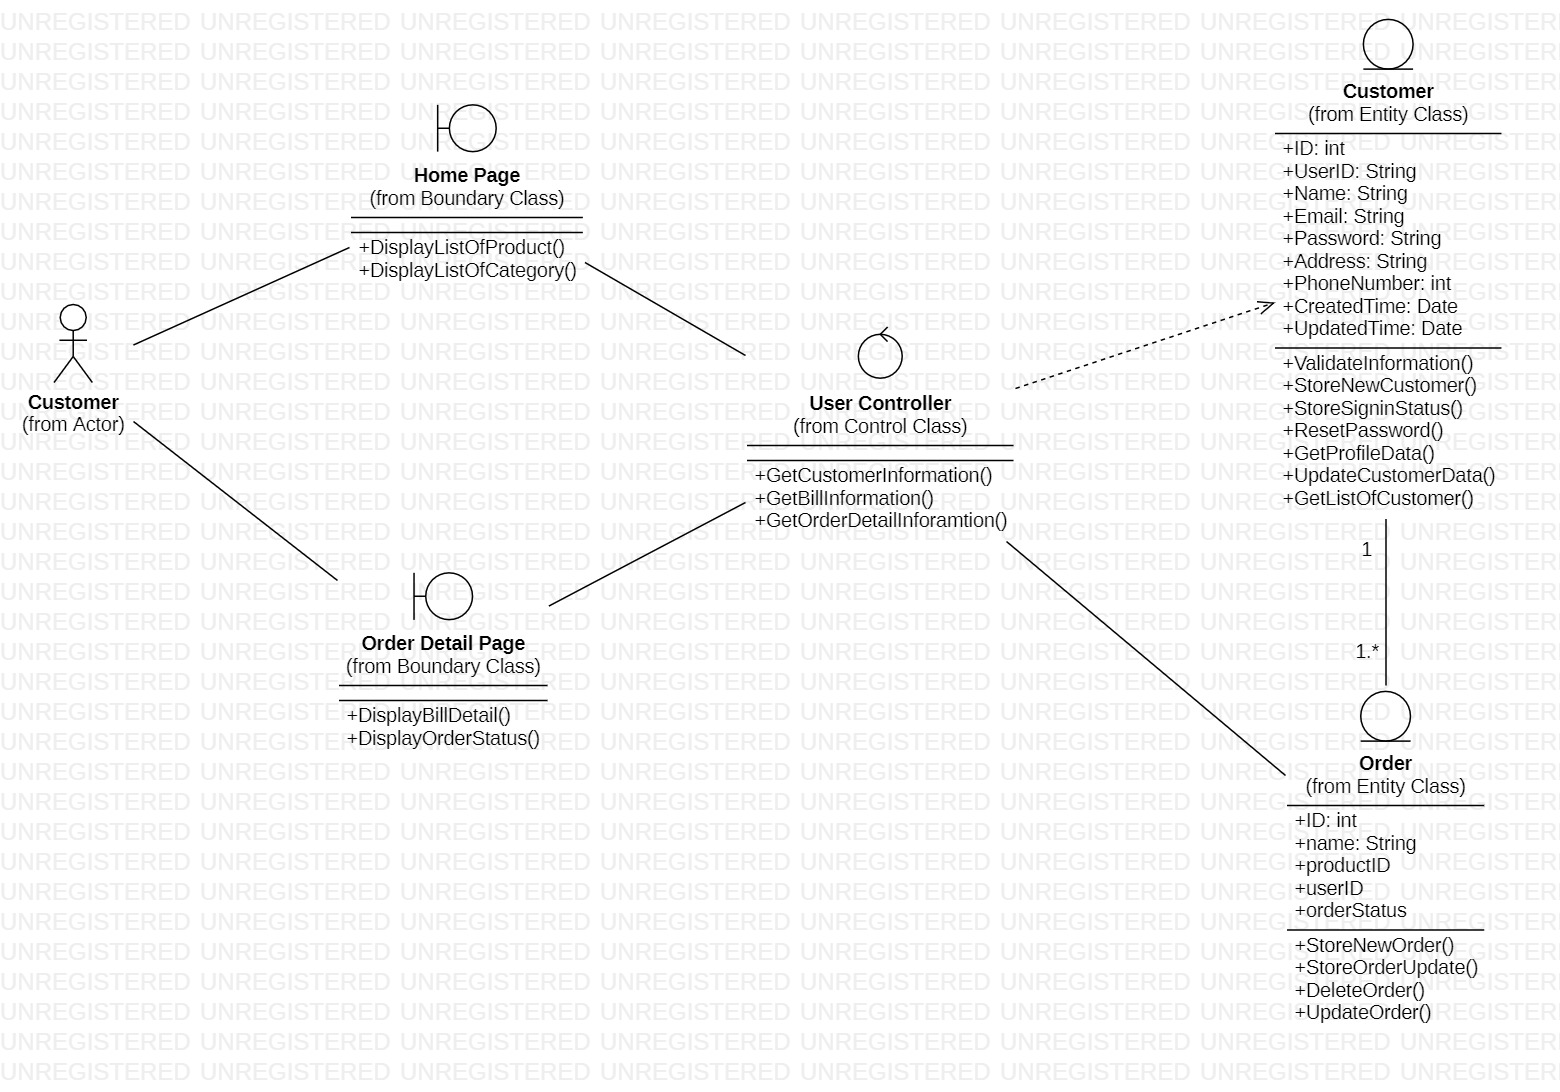 Customer
(from Actor)
Home Page
(from Boundary Class)
+DisplayListOfProduct()
+DisplayListOfCategory()
Order Detail Page
(from Boundary Class)
+DisplayBillDetail()
+DisplayOrderStatus()
User Controller
(from Control Class)
+GetCustomerInformation()
+GetBillInformation()
+GetOrderDetailInforamtion()
Customer
(from Entity Class)
+ID: int
+UserID: String
+Name: String
+Email: String
+Password: String
+Address: String
+PhoneNumber: int
+CreatedTime: Date
+UpdatedTime: Date
+ValidateInformation()
+StoreNewCustomer()
+StoreSigninStatus()
+ResetPassword()
+GetProfileData()
+UpdateCustomerData()
+GetListOfCustomer()
1
1.*
Order
(from Entity Class)
+ID: int
+name: String
+productID
+userID
+orderStatus
+StoreNewOrder()
+StoreOrderUpdate()
+DeleteOrder()
+UpdateOrder()
UNREGISTERED